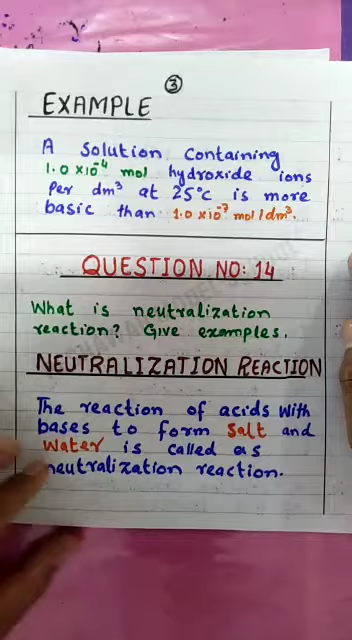 3
EXAMPLE
A solution containing
1.0 x10⁻⁴ mol hydroxide ions
per dm³ at 25°C is more
basic than 1.0 x10⁻⁷ mol/dm³.
QUESTION NO: 14
What is neutralization
reaction? Give examples.
NEUTRALIZATION REACTION
The reaction of acids with
bases to form salt and
water is called as
neutralization reaction.